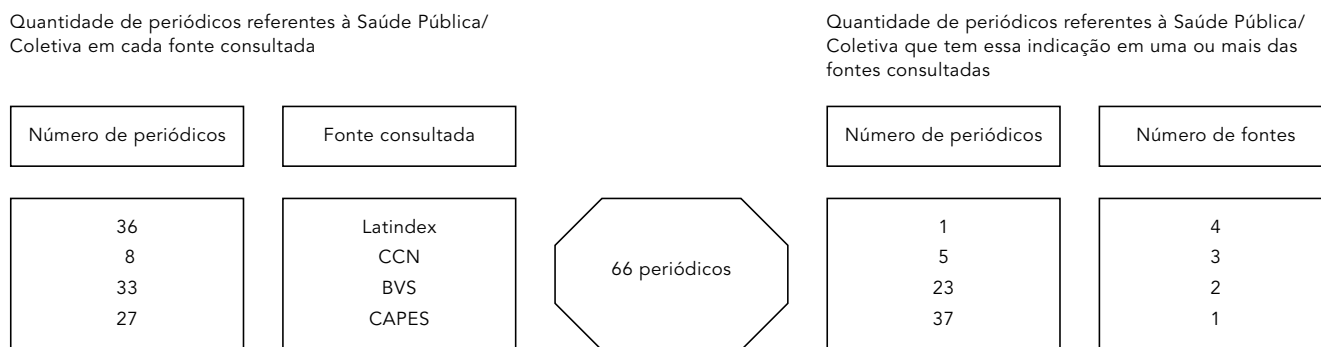 Quantidade de periódicos referentes à Saúde Pública/
Coletiva em cada fonte consultada
Número de periódicos
Fonte consultada
36
Latindex
8
CCN
33
BVS
27
CAPES
66 periódicos
Quantidade de periódicos referentes à Saúde Pública/
Coletiva que tem essa indicação em uma ou mais das
fontes consultadas
Número de periódicos
Número de fontes
1
4
5
3
23
2
37
1